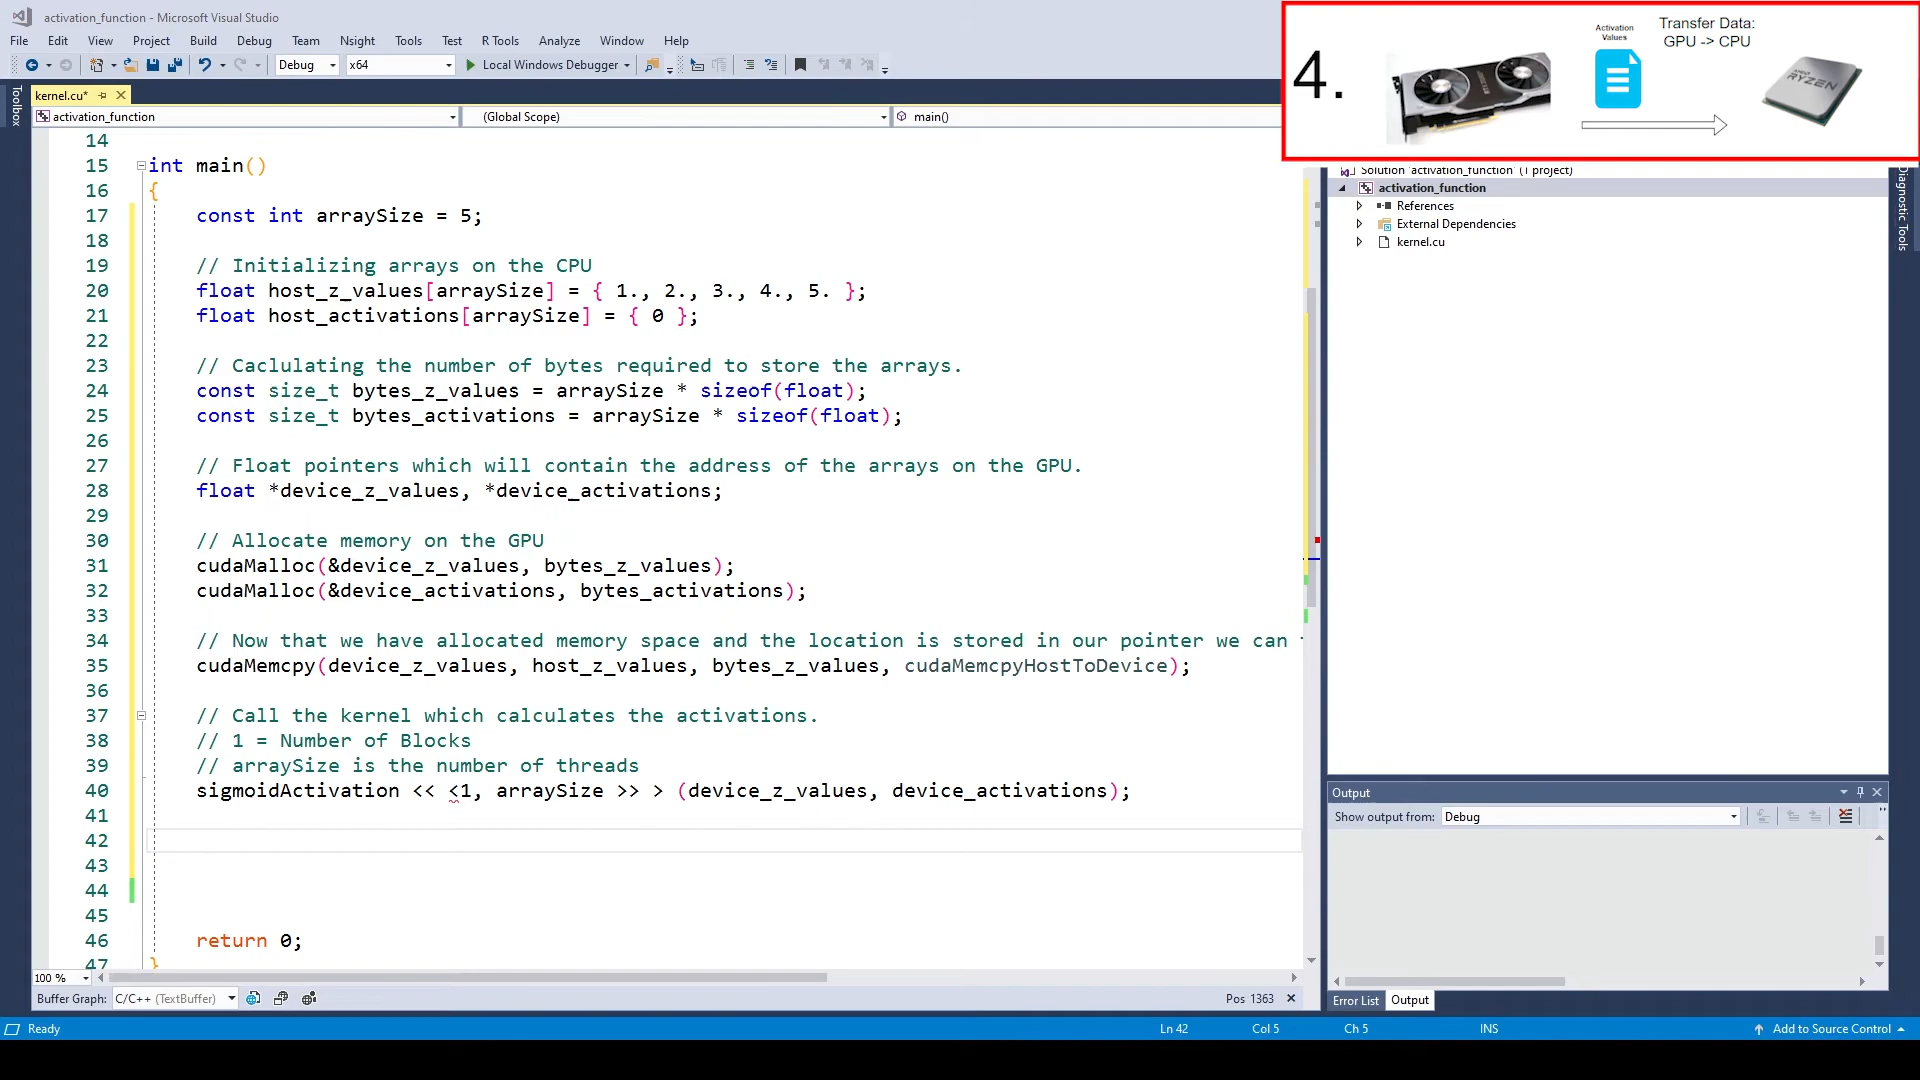 activation_function - Microsoft Visual Studio
File Edit View Project Build Debug Team Nsight Tools Test R Tools Analyze Window Help
Debug x64 Local Windows Debugger
4.
Activation
Values
Transfer Data:
GPU -> CPU
RYZEN
Toolbox
kernel.cu*
activation_function (Global Scope) main()
14
15 int main()
16 {
17 const int arraySize = 5;
18
19 // Initializing arrays on the CPU
20 float host_z_values[arraySize] = { 1., 2., 3., 4., 5. };
21 float host_activations[arraySize] = { 0 };
22
23 // Caclulating the number of bytes required to store the arrays.
24 const size_t bytes_z_values = arraySize * sizeof(float);
25 const size_t bytes_activations = arraySize * sizeof(float);
26
27 // Float pointers which will contain the address of the arrays on the GPU.
28 float *device_z_values, *device_activations;
29
30 // Allocate memory on the GPU
31 cudaMalloc(&device_z_values, bytes_z_values);
32 cudaMalloc(&device_activations, bytes_activations);
33
34 // Now that we have allocated memory space and the location is stored in our pointer we can
35 cudaMemcpy(device_z_values, host_z_values, bytes_z_values, cudaMemcpyHostToDevice);
36
37 // Call the kernel which calculates the activations.
38 // 1 = Number of Blocks
39 // arraySize is the number of threads
40 sigmoidActivation << <1, arraySize >> > (device_z_values, device_activations);
41
42
43
44
45
46 return 0;
47 }
100 %
Buffer Graph: C/C++ (TextBuffer) Pos 1363
Solution 'activation_function' (1 project)
activation_function
References
External Dependencies
kernel.cu
Diagnostic Tools
Output
Show output from: Debug
Error List Output
Ready Ln 42 Col 5 Ch 5 INS Add to Source Control